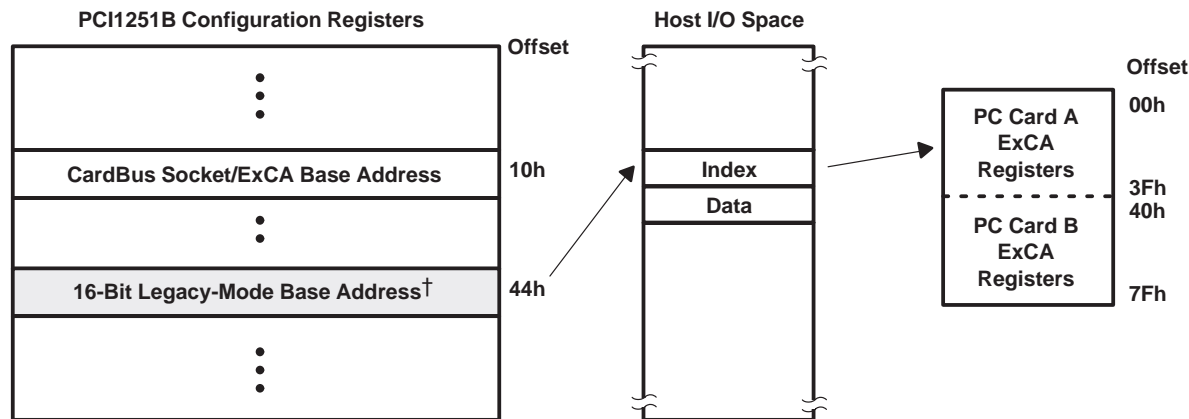 PCI1251B Configuration Registers
Offset
CardBus Socket/ExCA Base Address
10h
16-Bit Legacy-Mode Base Address†
44h
Host I/O Space
Index
Data
Offset
PC Card A
ExCA
Registers
00h
3Fh
40h
PC Card B
ExCA
Registers
7Fh